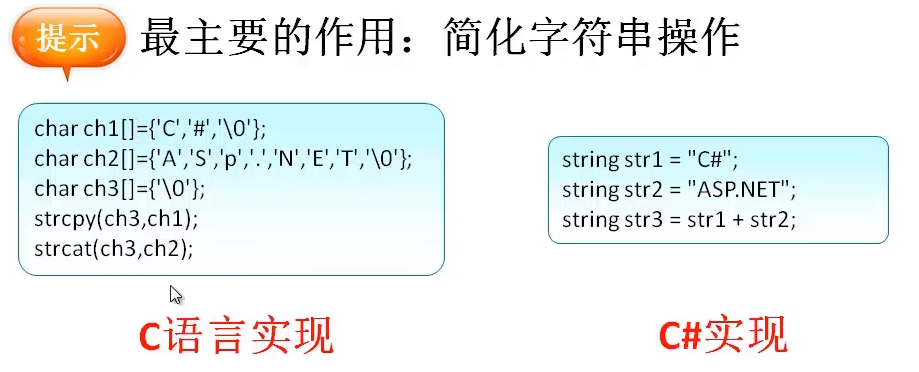 提示
最主要的作用：简化字符串操作
char ch1[]={'C','#','\0'};
char ch2[]={'A','S','p','.','N','E','T','\0'};
char ch3[]={'\0'};
strcpy(ch3,ch1);
strcat(ch3,ch2);
C语言实现
string str1 = "C#";
string str2 = "ASP.NET";
string str3 = str1 + str2;
C#实现